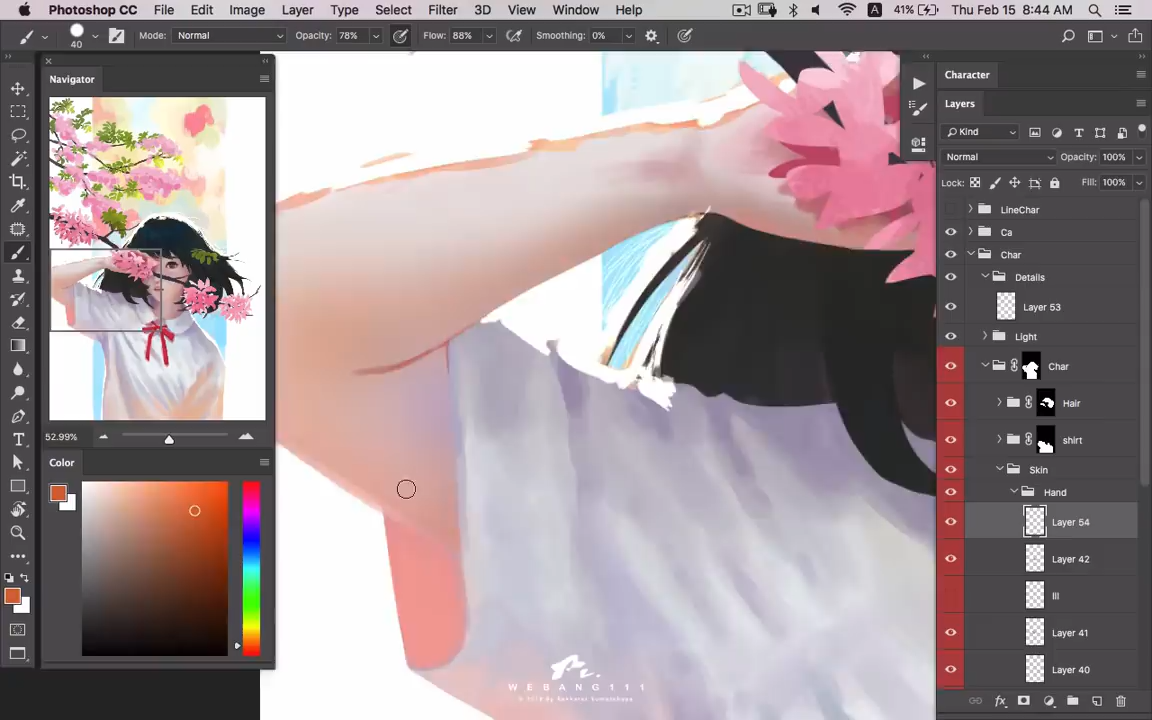 Photoshop CC File Edit Image Layer Type Select Filter 3D View Window Help A 41% Thu Feb 15 8:44 AM
40 Mode: Normal Opacity: 78% Flow: 88% Smoothing: 0%
Navigator
52.99%
Color
Character
Layers
Kind
Normal Opacity: 100%
Lock: Fill: 100%
LineChar
Ca
Char
Details
Layer 53
Light
Char
Hair
shirt
Skin
Hand
Layer 54
Layer 42
Layer 41
Layer 40
WEBANG111